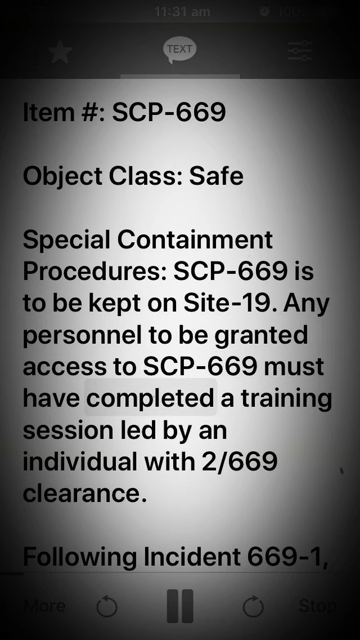 11:31 am
TEXT
Item #: SCP-669
Object Class: Safe
Special Containment
Procedures: SCP-669 is
to be kept on Site-19. Any
personnel to be granted
access to SCP-669 must
have completed a training
session led by an
individual with 2/669
clearance.
Following Incident 669-1,
More Stop